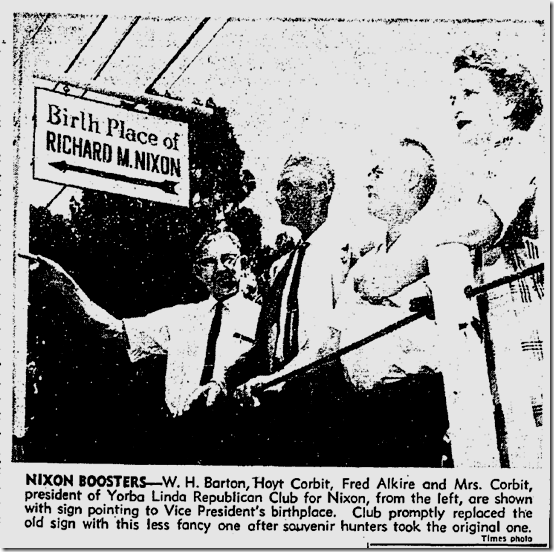 Birth Place of
RICHARD M. NIXON
NIXON BOOSTERS—W. H. Barton, Hoyt Corbit, Fred Alkire and Mrs. Corbit,
president of Yorba Linda Republican Club for Nixon, from the left, are shown
with sign pointing to Vice President's birthplace. Club promptly replaced the
old sign with this less fancy one after souvenir hunters took the original one.
Times photo